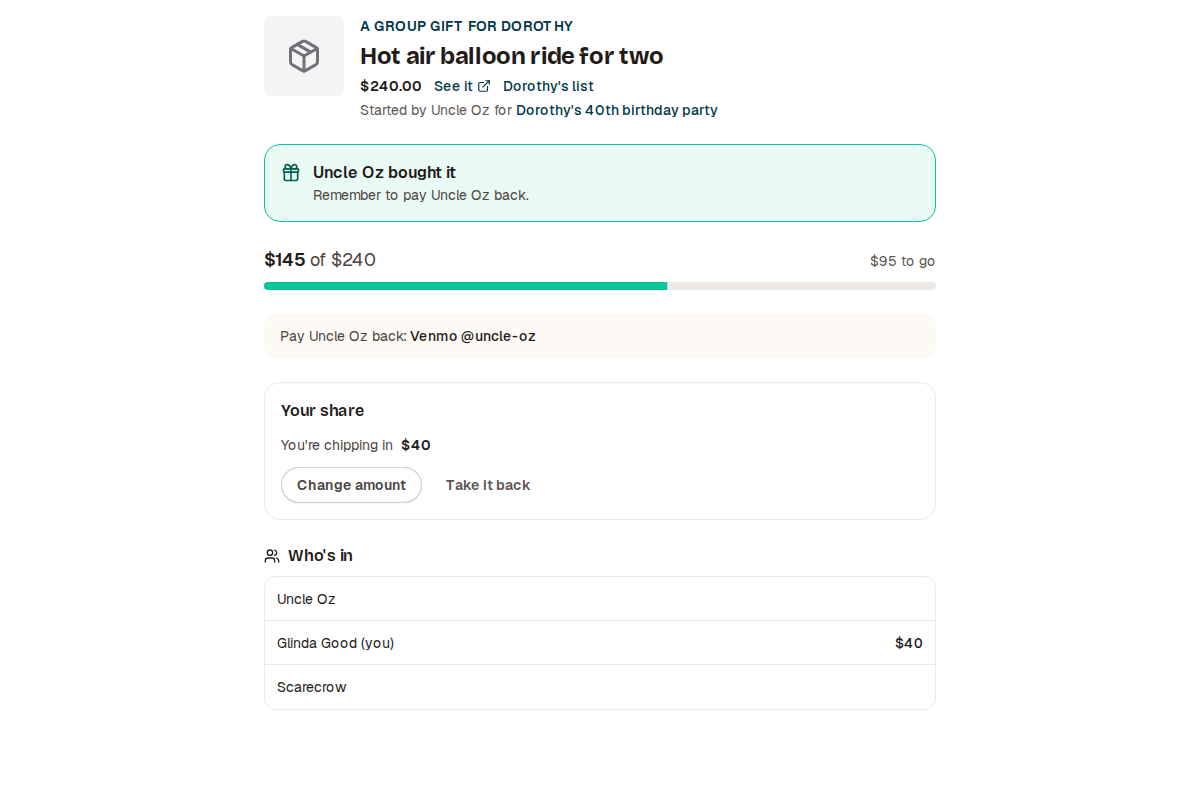 A GROUP GIFT FOR DOROTHY
Hot air balloon ride for two
$240.00 See it Dorothy's list
Started by Uncle Oz for Dorothy's 40th birthday party
Uncle Oz bought it
Remember to pay Uncle Oz back.
$145 of $240 $95 to go
Pay Uncle Oz back: Venmo @uncle-oz
Your share
You're chipping in $40
Change amount Take it back
Who's in
Uncle Oz
Glinda Good (you) $40
Scarecrow